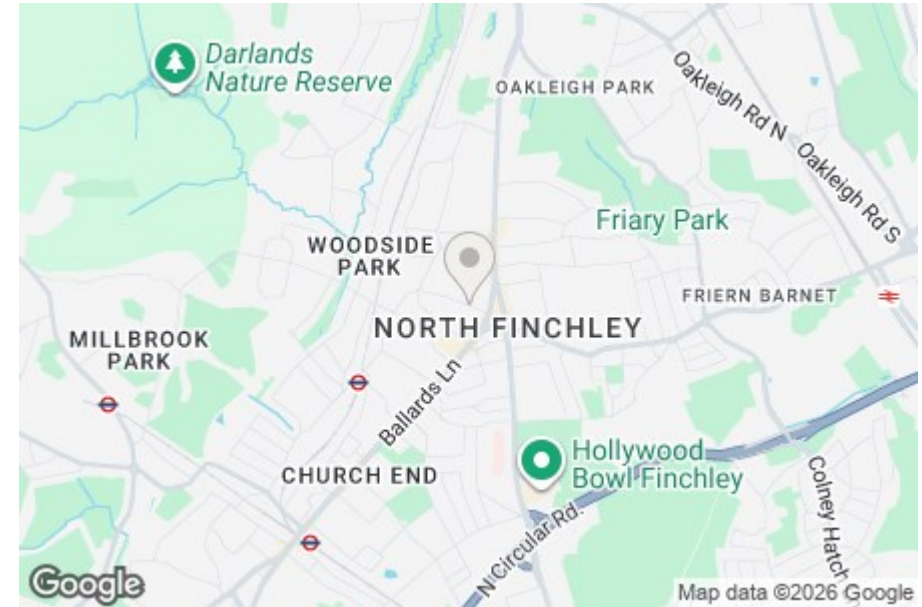 Darlands
Nature Reserve
OAKLEIGH PARK
Oakleigh Rd N
Oakleigh Rd S
Friary Park
WOODSIDE
PARK
FRIERN BARNET
NORTH FINCHLEY
MILLBROOK
PARK
Ballards Ln
CHURCH END
Hollywood
Bowl Finchley
Colney Hatch
N Circular Rd.
Google
Map data ©2026 Google